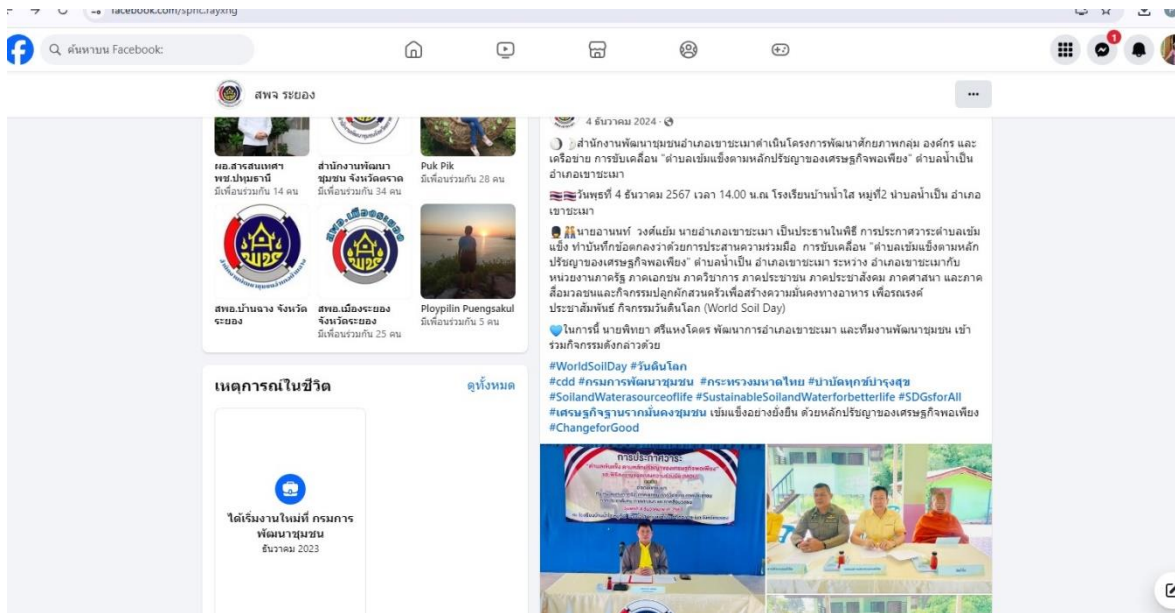 facebook.com/spnc.rayxng
ค้นหาบน Facebook:
1
สพจ ระยอง
ผอ.สารสนเทศฯ
พช.ปทุมธานี
มีเพื่อนร่วมกัน 14 คน
สำนักงานพัฒนา
ชุมชน จังหวัดตราด
มีเพื่อนร่วมกัน 34 คน
Puk Pik
มีเพื่อนร่วมกัน 28 คน
สพอ.เมืองระยอง
สพอ.บ้านฉาง จังหวัด
ระยอง
สพอ.เมืองระยอง
จังหวัดระยอง
มีเพื่อนร่วมกัน 25 คน
Ploypilin Puengsakul
มีเพื่อนร่วมกัน 5 คน
เหตุการณ์ในชีวิต
ดูทั้งหมด
ได้เริ่มงานใหม่ที่ กรมการ
พัฒนาชุมชน
ธันวาคม 2023
4 ธันวาคม 2024
สำนักงานพัฒนาชุมชนอำเภอเขาชะเมาดำเนินโครงการพัฒนาศักยภาพกลุ่ม องค์กร และ
เครือข่าย การขับเคลื่อน "ตำบลเข้มแข็งตามหลักปรัชญาของเศรษฐกิจพอเพียง" ตำบลน้ำเป็น
อำเภอเขาชะเมา
🇹🇭🇹🇭วันพุธที่ 4 ธันวาคม 2567 เวลา 14.00 น.ณ โรงเรียนบ้านน้ำใส หมู่ที่2 ตำบลน้ำเป็น อำเภอ
เขาชะเมา
นายอานนท์ วงศ์แย้ม นายอำเภอเขาชะเมา เป็นประธานในพิธี การประกาศวาระตำบลเข้ม
แข็ง ทำบันทึกข้อตกลงว่าด้วยการประสานความร่วมมือ การขับเคลื่อน "ตำบลเข้มแข็งตามหลัก
ปรัชญาของเศรษฐกิจพอเพียง" ตำบลน้ำเป็น อำเภอเขาชะเมา ระหว่าง อำเภอเขาชะเมากับ
หน่วยงานภาครัฐ ภาคเอกชน ภาควิชาการ ภาคประชาชน ภาคประชาสังคม ภาคศาสนา และภาค
สื่อมวลชนและกิจกรรมปลูกผักสวนครัวเพื่อสร้างความมั่นคงทางอาหาร เพื่อรณรงค์
ประชาสัมพันธ์ กิจกรรมวันดินโลก (World Soil Day)
🩵ในการนี้ นายพิทยา ศรีแหงโคตร พัฒนาการอำเภอเขาชะเมา และทีมงานพัฒนาชุมชน เข้า
ร่วมกิจกรรมดังกล่าวด้วย
#WorldSoilDay #วันดินโลก
#cdd #กรมการพัฒนาชุมชน #กระทรวงมหาดไทย #บำบัดทุกข์บำรุงสุข
#SoilandWaterasourceoflife #SustainableSoilandWaterforbetterlife #SDGsforAll
#เศรษฐกิจฐานรากมั่นคงชุมชน เข้มแข็งอย่างยั่งยืน ด้วยหลักปรัชญาของเศรษฐกิจพอเพียง
#ChangeforGood
การประกาศวาระ
"ตำบลเข้มแข็ง ตามหลักปรัชญาของเศรษฐกิจพอเพียง"